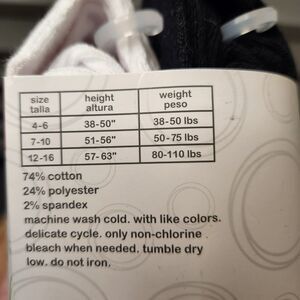 size height weight
talla altura peso
4-6 38-50" 38-50 lbs
7-10 51-56" 50-75 lbs
12-16 57-63" 80-110 lbs
74% cotton
24% polyester
2% spandex
machine wash cold. with like colors.
delicate cycle. only non-chlorine
bleach when needed. tumble dry
low. do not iron.